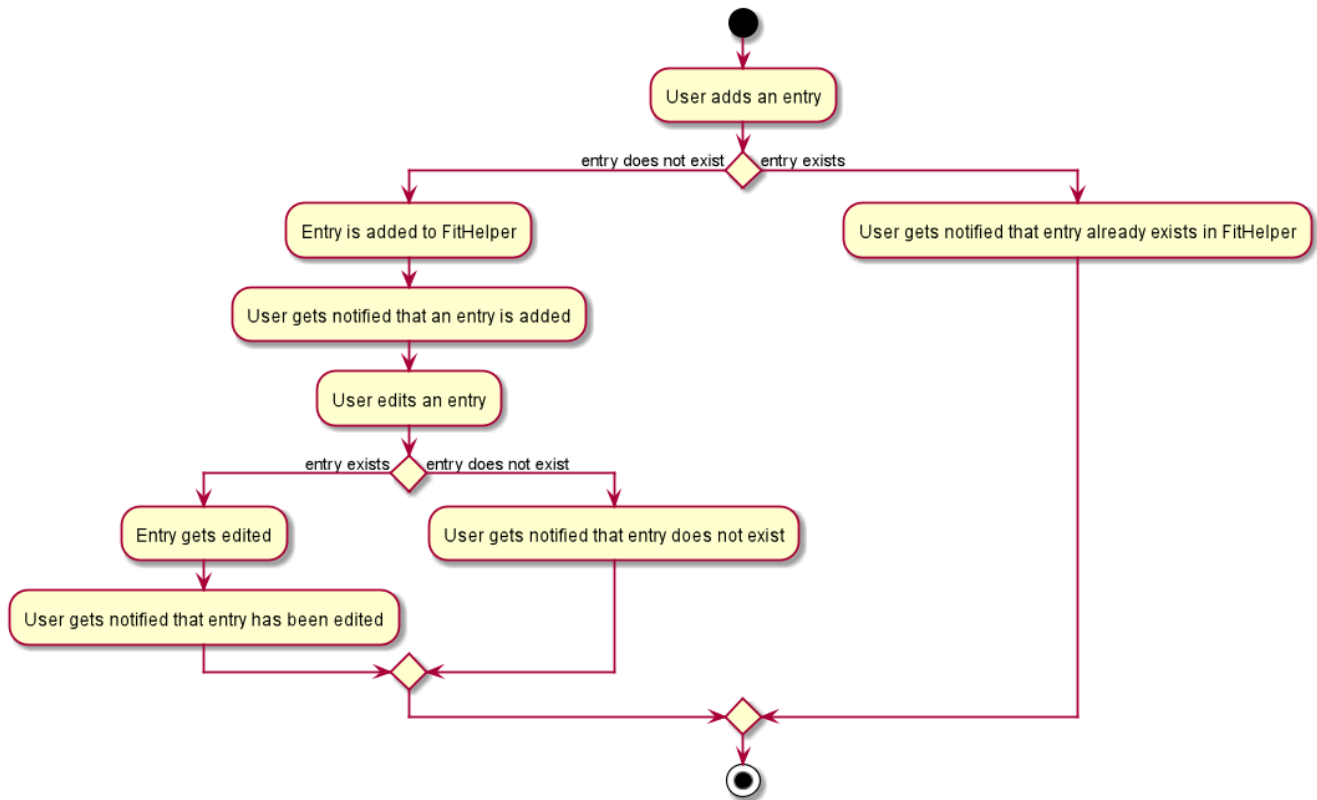 User adds an entry
entry does not exist
entry exists
Entry is added to FitHelper
User gets notified that entry already exists in FitHelper
User gets notified that an entry is added
User edits an entry
entry exists
entry does not exist
Entry gets edited
User gets notified that entry does not exist
User gets notified that entry has been edited